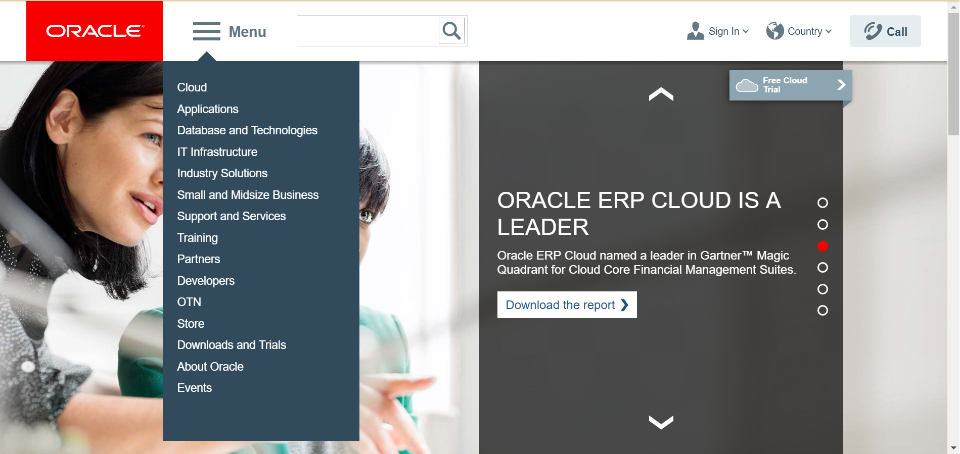 ORACLE®
Menu
Sign In
Country
Call
Cloud
Applications
Database and Technologies
IT Infrastructure
Industry Solutions
Small and Midsize Business
Support and Services
Training
Partners
Developers
OTN
Store
Downloads and Trials
About Oracle
Events
Free Cloud
Trial
ORACLE ERP CLOUD IS A
LEADER
Oracle ERP Cloud named a leader in Gartner™ Magic
Quadrant for Cloud Core Financial Management Suites.
Download the report